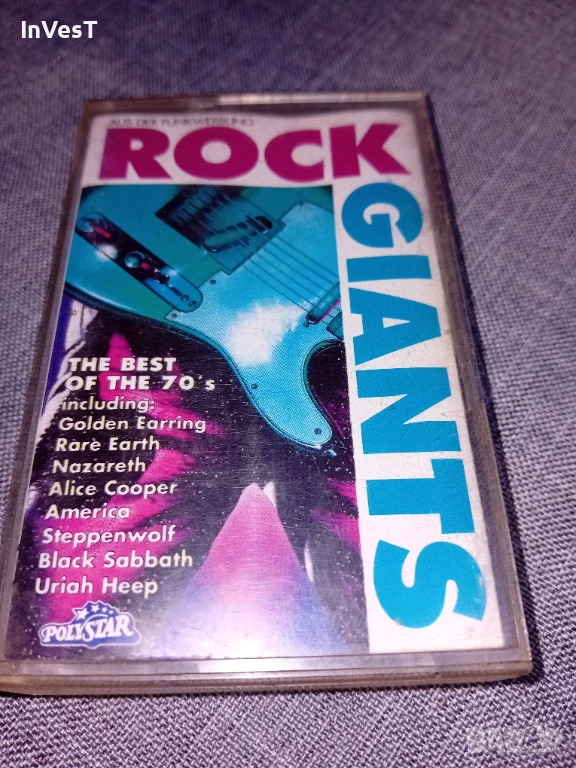 InVesT
AUS DER FUNKWERBUNG
ROCK
GIANTS
THE BEST
OF THE 70's
including:
Golden Earring
Rare Earth
Nazareth
Alice Cooper
America
Steppenwolf
Black Sabbath
Uriah Heep
POLYSTAR